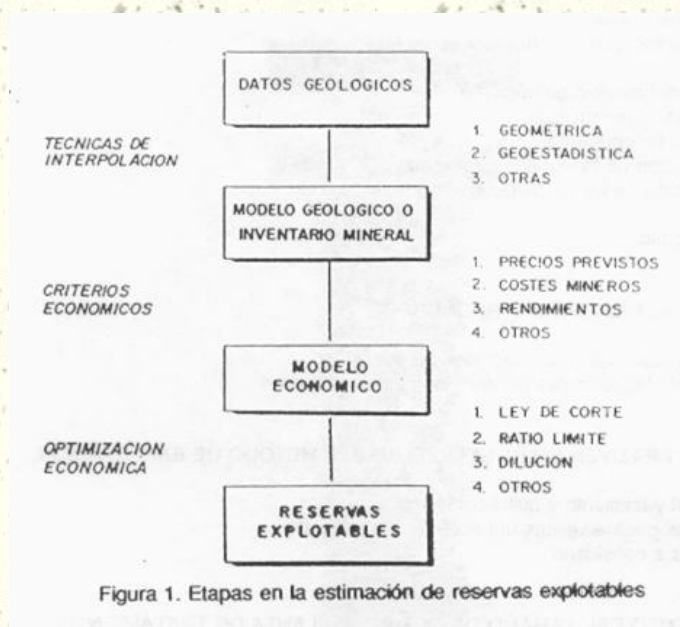 DATOS GEOLOGICOS
TECNICAS DE
INTERPOLACION
1. GEOMETRICA
2. GEOESTADISTICA
3. OTRAS
MODELO GEOLOGICO O
INVENTARIO MINERAL
CRITERIOS
ECONOMICOS
1. PRECIOS PREVISTOS
2. COSTES MINEROS
3. RENDIMIENTOS
4. OTROS
MODELO
ECONOMICO
OPTIMIZACION
ECONOMICA
1. LEY DE CORTE
2. RATIO LIMITE
3. DILUCION
4. OTROS
RESERVAS
EXPLOTABLES
Figura 1. Etapas en la estimación de reservas explotables